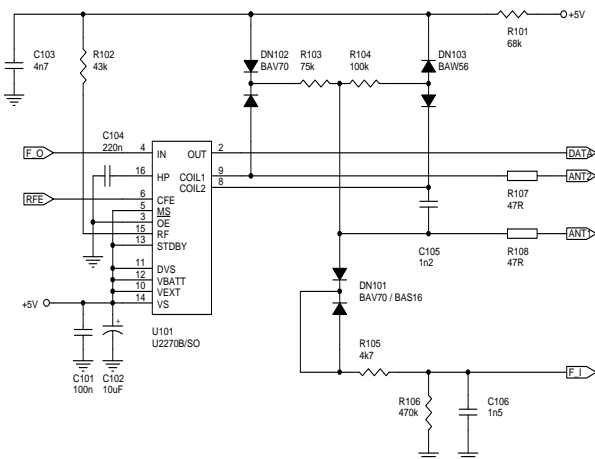 +5V
R101
68k
C103
4n7
R102
43k
DN102
BAV70
R103
75k
R104
100k
DN103
BAW56
C104
220n
F_O
4
IN
OUT
2
DATA
16
HP
COIL1
9
ANT2
COIL2
8
R107
47R
RFE
6
CFE
5
MS
3
OE
15
RF
13
STDBY
ANT1
C105
1n2
R108
47R
11
DVS
12
VBATT
10
VEXT
14
VS
+5V
DN101
BAV70 / BAS16
U101
U2270B/SO
+
R105
4k7
F_I
C101
100n
C102
10uF
R106
470k
C106
1n5